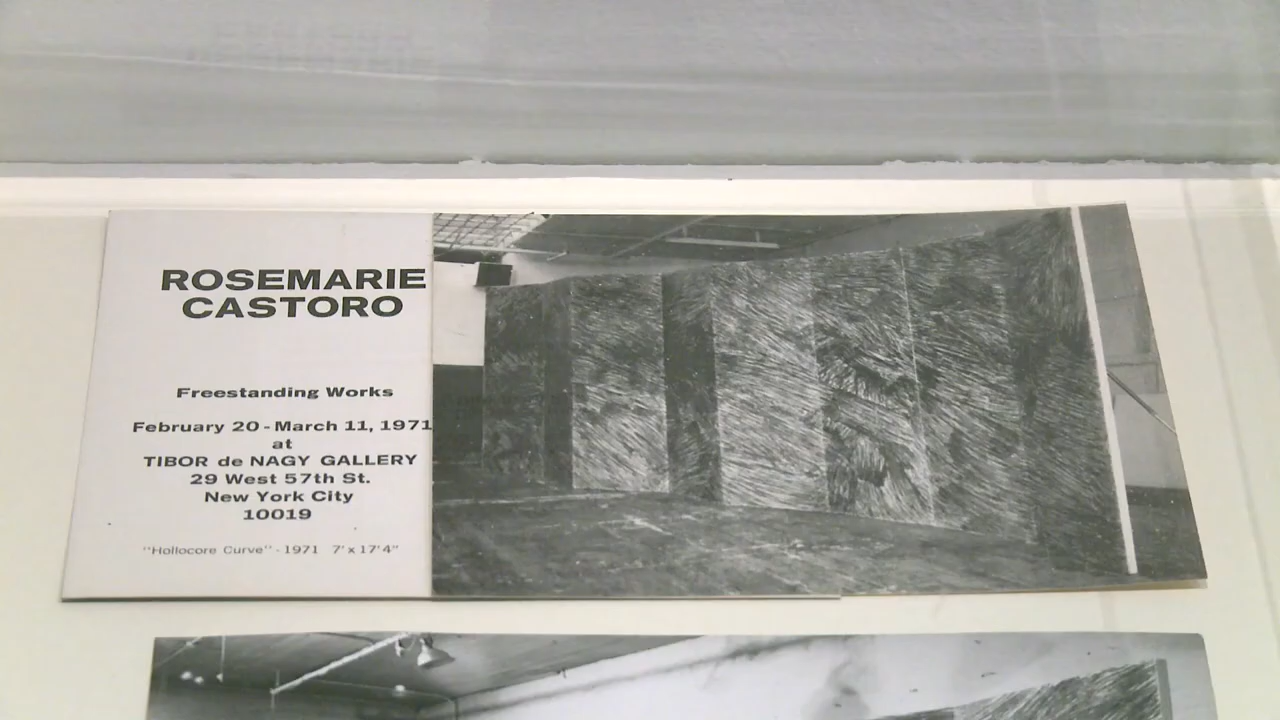 ROSEMARIE
CASTORO
Freestanding Works
February 20 - March 11, 1971
at
TIBOR de NAGY GALLERY
29 West 57th St.
New York City
10019
"Hollocore Curve" - 1971 7' x 17'4"